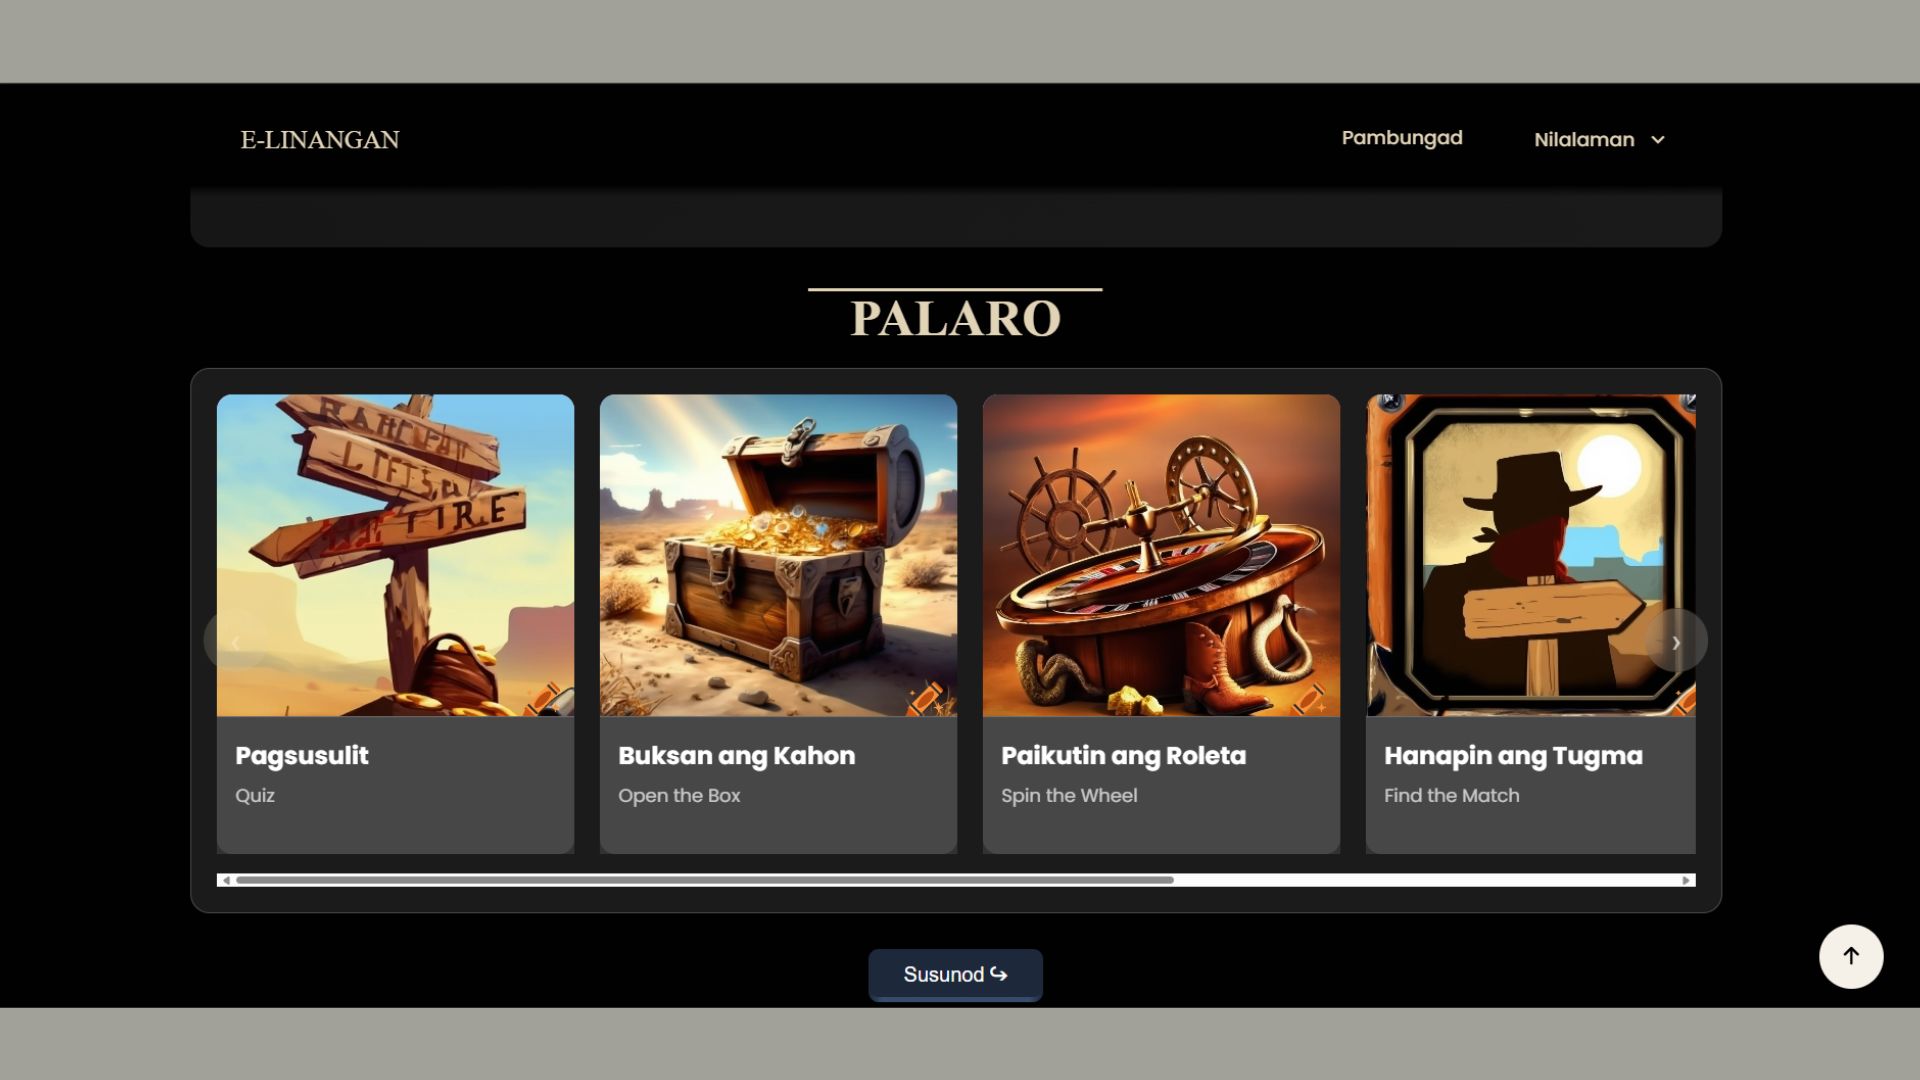 E-LINANGAN
Pambungad
Nilalaman
PALARO
Pagsusulit
Quiz
Buksan ang Kahon
Open the Box
Paikutin ang Roleta
Spin the Wheel
Hanapin ang Tugma
Find the Match
Susunod